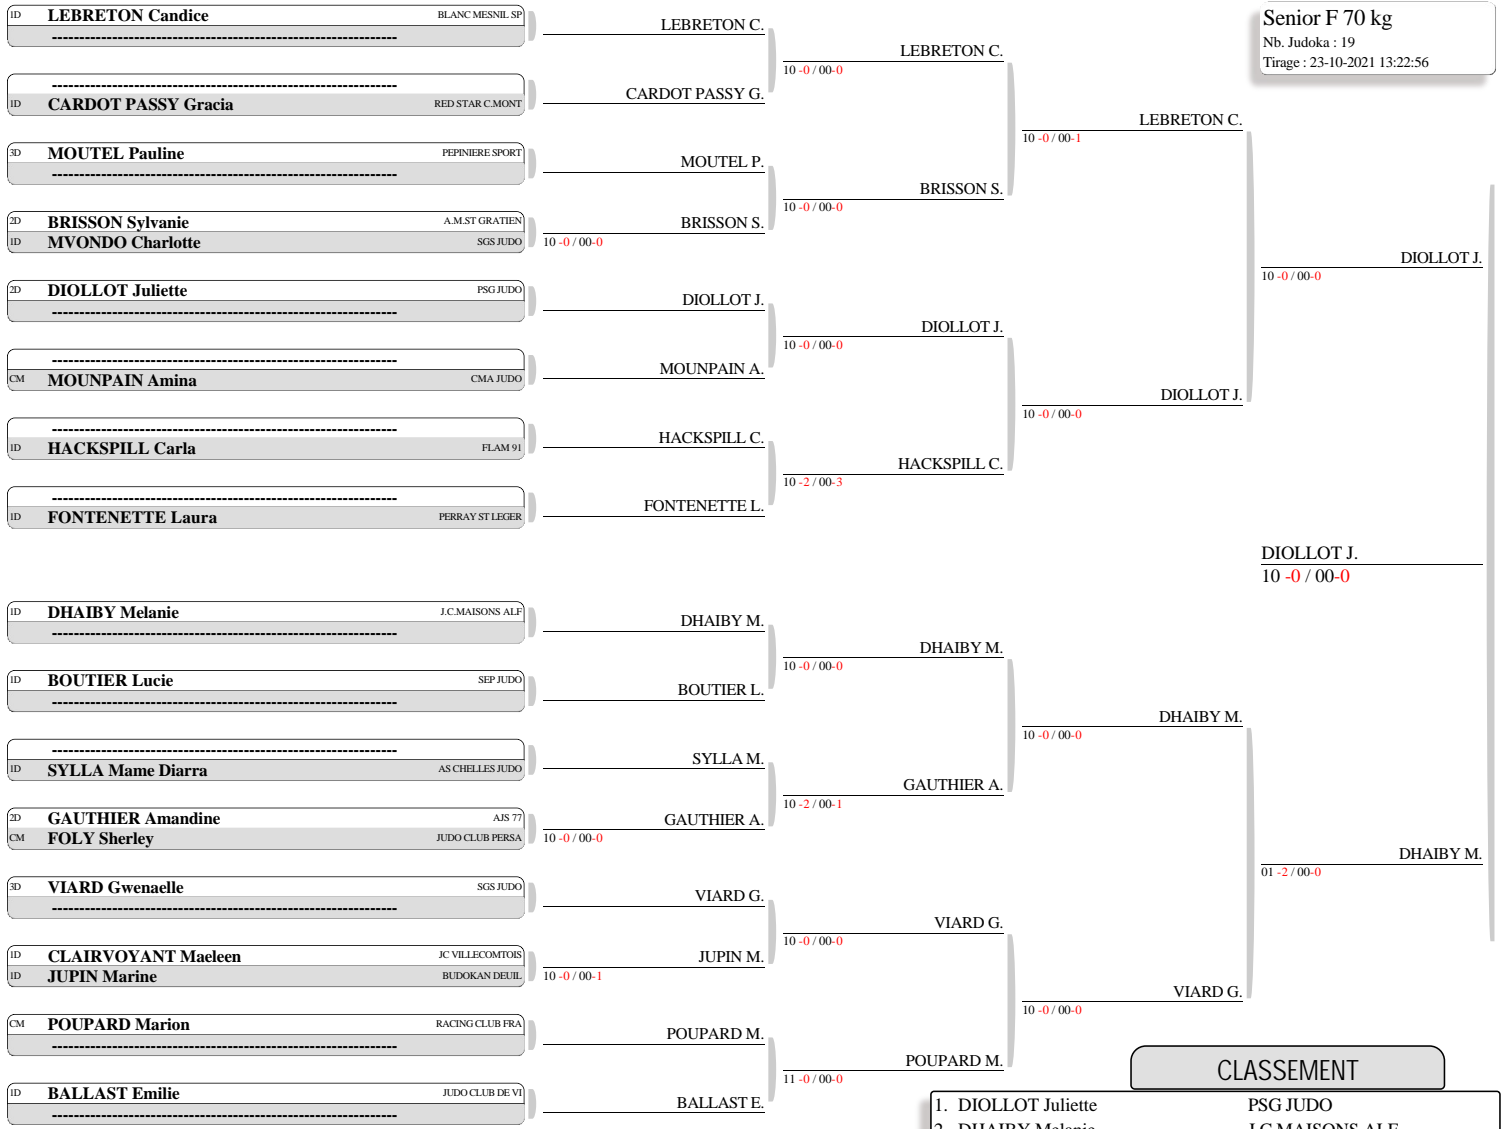 Senior F 70 kg
Nb. Judoka : 19
Tirage : 23-10-2021 13:22:56
1D LEBRETON Candice BLANC MESNIL SP
------------------------------------------------------------------
------------------------------------------------------------------
1D CARDOT PASSY Gracia RED STAR C.MONT
3D MOUTEL Pauline PEPINIERE SPORT
------------------------------------------------------------------
2D BRISSON Sylvanie A.M.ST GRATIEN
1D MVONDO Charlotte SGS JUDO
2D DIOLLOT Juliette PSG JUDO
------------------------------------------------------------------
------------------------------------------------------------------
CM MOUNPAIN Amina CMA JUDO
------------------------------------------------------------------
1D HACKSPILL Carla FLAM 91
------------------------------------------------------------------
1D FONTENETTE Laura PERRAY ST LEGER
1D DHAIBY Melanie J.C.MAISONS ALF
------------------------------------------------------------------
1D BOUTIER Lucie SEP JUDO
------------------------------------------------------------------
------------------------------------------------------------------
1D SYLLA Mame Diarra AS CHELLES JUDO
2D GAUTHIER Amandine AJS 77
CM FOLY Sherley JUDO CLUB PERSA
3D VIARD Gwenaelle SGS JUDO
------------------------------------------------------------------
1D CLAIRVOYANT Maeleen JC VILLECOMTOIS
1D JUPIN Marine BUDOKAN DEUIL
CM POUPARD Marion RACING CLUB FRA
------------------------------------------------------------------
1D BALLAST Emilie JUDO CLUB DE VI
------------------------------------------------------------------
LEBRETON C.
CARDOT PASSY G.
MOUTEL P.
BRISSON S.
10 -0 / 00-0
DIOLLOT J.
MOUNPAIN A.
HACKSPILL C.
FONTENETTE L.
DHAIBY M.
BOUTIER L.
SYLLA M.
GAUTHIER A.
10 -0 / 00-0
VIARD G.
JUPIN M.
10 -0 / 00-1
POUPARD M.
BALLAST E.
LEBRETON C.
10 -0 / 00-0
BRISSON S.
10 -0 / 00-0
DIOLLOT J.
10 -0 / 00-0
HACKSPILL C.
10 -2 / 00-3
DHAIBY M.
10 -0 / 00-0
GAUTHIER A.
10 -2 / 00-1
VIARD G.
10 -0 / 00-0
POUPARD M.
11 -0 / 00-0
LEBRETON C.
10 -0 / 00-1
DIOLLOT J.
10 -0 / 00-0
DHAIBY M.
10 -0 / 00-0
VIARD G.
10 -0 / 00-0
DIOLLOT J.
10 -0 / 00-0
DHAIBY M.
01 -2 / 00-0
DIOLLOT J.
10 -0 / 00-0
CLASSEMENT
1. DIOLLOT Juliette PSG JUDO
2. DHAIBY Melanie J.C.MAISONS ALF